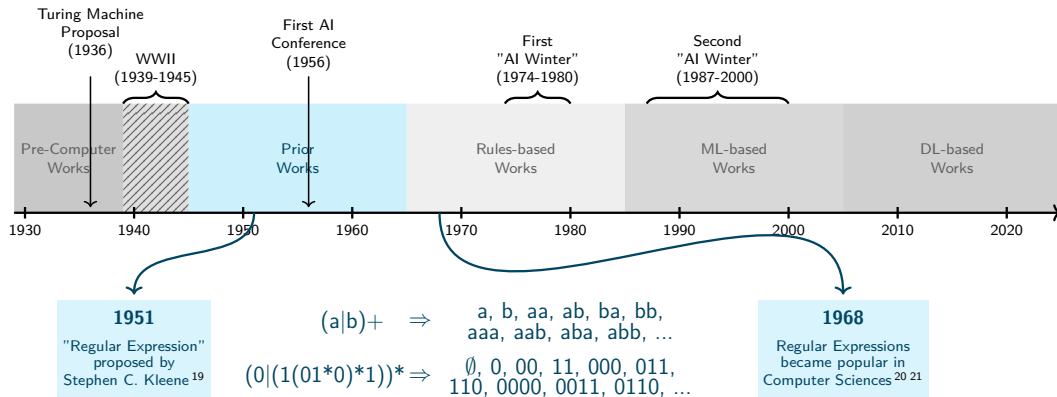 Turing Machine
Proposal
(1936)
WWII
(1939-1945)
First AI
Conference
(1956)
First
"AI Winter"
(1974-1980)
Second
"AI Winter"
(1987-2000)
Pre-Computer
Works
Prior
Works
Rules-based
Works
ML-based
Works
DL-based
Works
1930 1940 1950 1960 1970 1980 1990 2000 2010 2020
1951
"Regular Expression"
proposed by
Stephen C. Kleene 19
(a|b)+ ⇒ a, b, aa, ab, ba, bb,
aaa, aab, aba, abb, ...
(0|(1(01*0)*1))* ⇒ ∅, 0, 00, 11, 000, 011,
110, 0000, 0011, 0110, ...
1968
Regular Expressions
became popular in
Computer Sciences 20 21